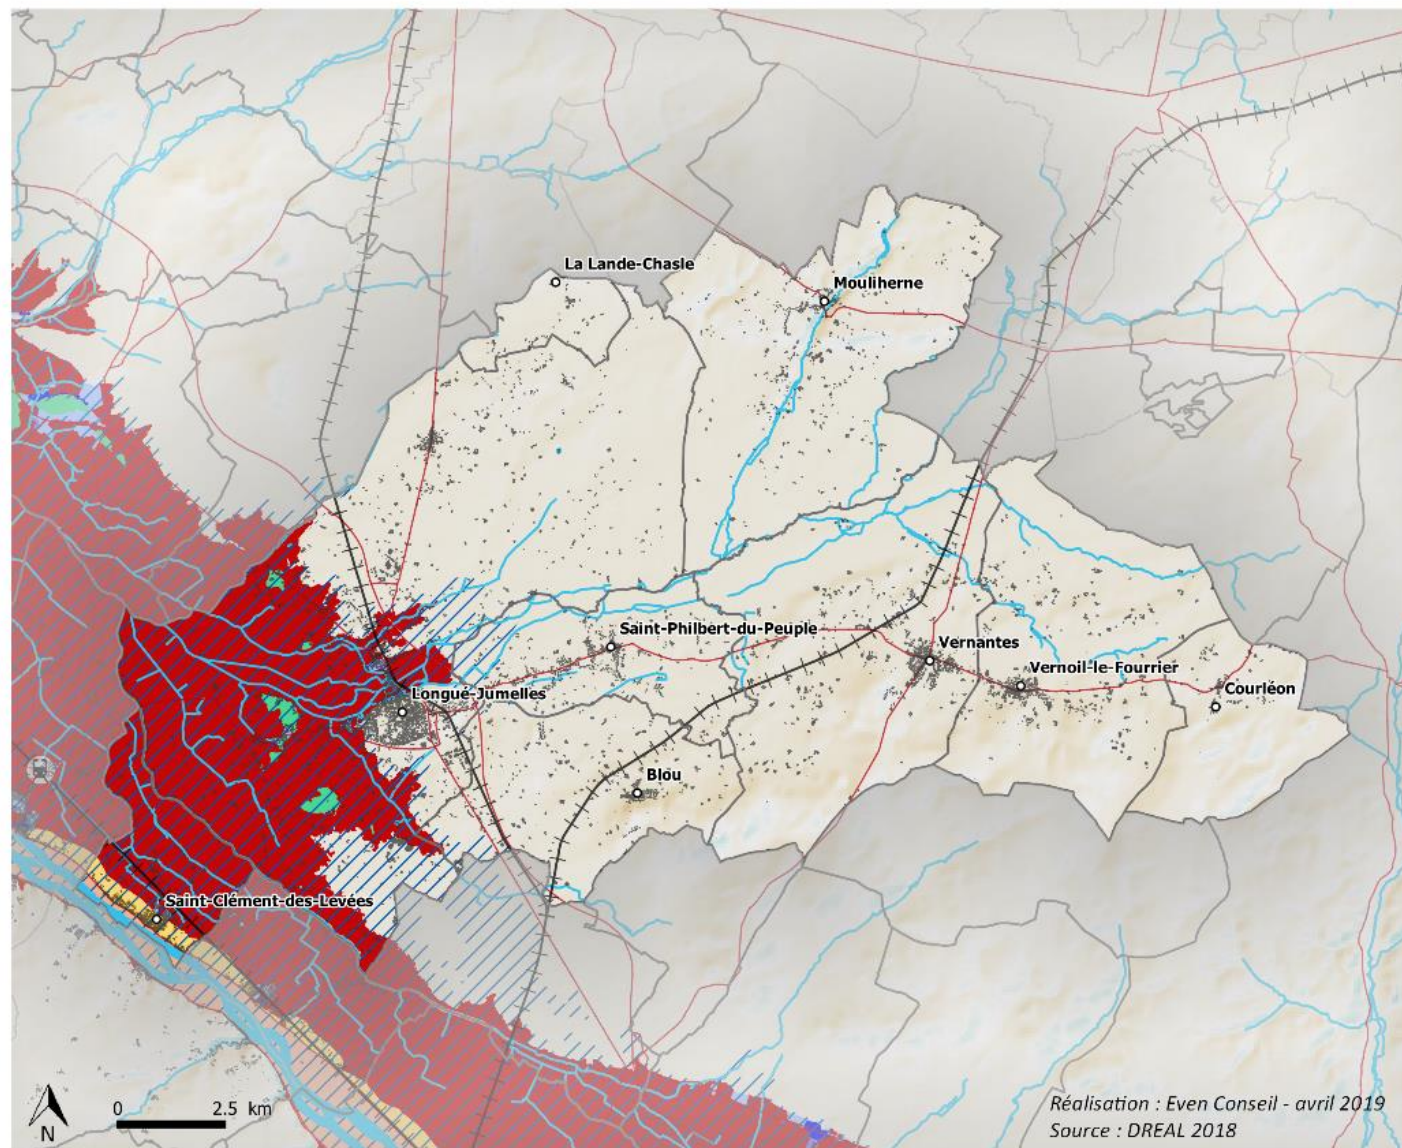 La Lande-Chasle
Mouliherne
Saint-Philbert-du-Peuple
Vernantes
Vernoil-le-Fourrier
Longué-Jumelles
Courléon
Blou
Saint-Clément-des-Levées
0 2.5 km
N
Réalisation : Even Conseil - avril 2019
Source : DREAL 2018